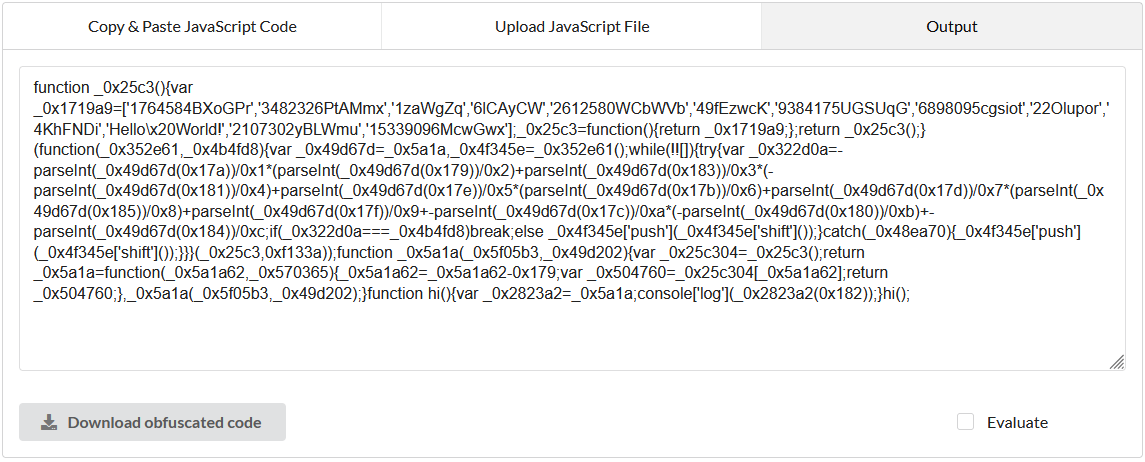 Copy & Paste JavaScript Code
Upload JavaScript File
Output
function _0x25c3(){var
_0x1719a9=['1764584BXoGPr','3482326PtAMmx','1zaWgZq','6lCAyCW','2612580WCbWVb','49fEzwcK','9384175UGSUqG','6898095cgsiot','22Olupor','
4KhFNDi','Hello\x20World!','2107302yBLWmu','15339096McwGwx'];_0x25c3=function(){return _0x1719a9;};return _0x25c3();}
(function(_0x352e61,_0x4b4fd8){var _0x49d67d=_0x5a1a,_0x4f345e=_0x352e61();while(!![]){try{var _0x322d0a=-
parseInt(_0x49d67d(0x17a))/0x1*(parseInt(_0x49d67d(0x179))/0x2)+parseInt(_0x49d67d(0x183))/0x3*(-
parseInt(_0x49d67d(0x181))/0x4)+parseInt(_0x49d67d(0x17e))/0x5*(parseInt(_0x49d67d(0x17b))/0x6)+parseInt(_0x49d67d(0x17d))/0x7*(parseInt(_0x
49d67d(0x185))/0x8)+parseInt(_0x49d67d(0x17f))/0x9+-parseInt(_0x49d67d(0x17c))/0xa*(-parseInt(_0x49d67d(0x180))/0xb)+-
parseInt(_0x49d67d(0x184))/0xc;if(_0x322d0a===_0x4b4fd8)break;else _0x4f345e['push'](_0x4f345e['shift']());}catch(_0x48ea70){_0x4f345e['push']
(_0x4f345e['shift']());}}}(_0x25c3,0xf133a));function _0x5a1a(_0x5f05b3,_0x49d202){var _0x25c304=_0x25c3();return
_0x5a1a=function(_0x5a1a62,_0x570365){_0x5a1a62=_0x5a1a62-0x179;var _0x504760=_0x25c304[_0x5a1a62];return
_0x504760;},_0x5a1a(_0x5f05b3,_0x49d202);}function hi(){var _0x2823a2=_0x5a1a;console['log'](_0x2823a2(0x182));}hi();
Download obfuscated code
Evaluate